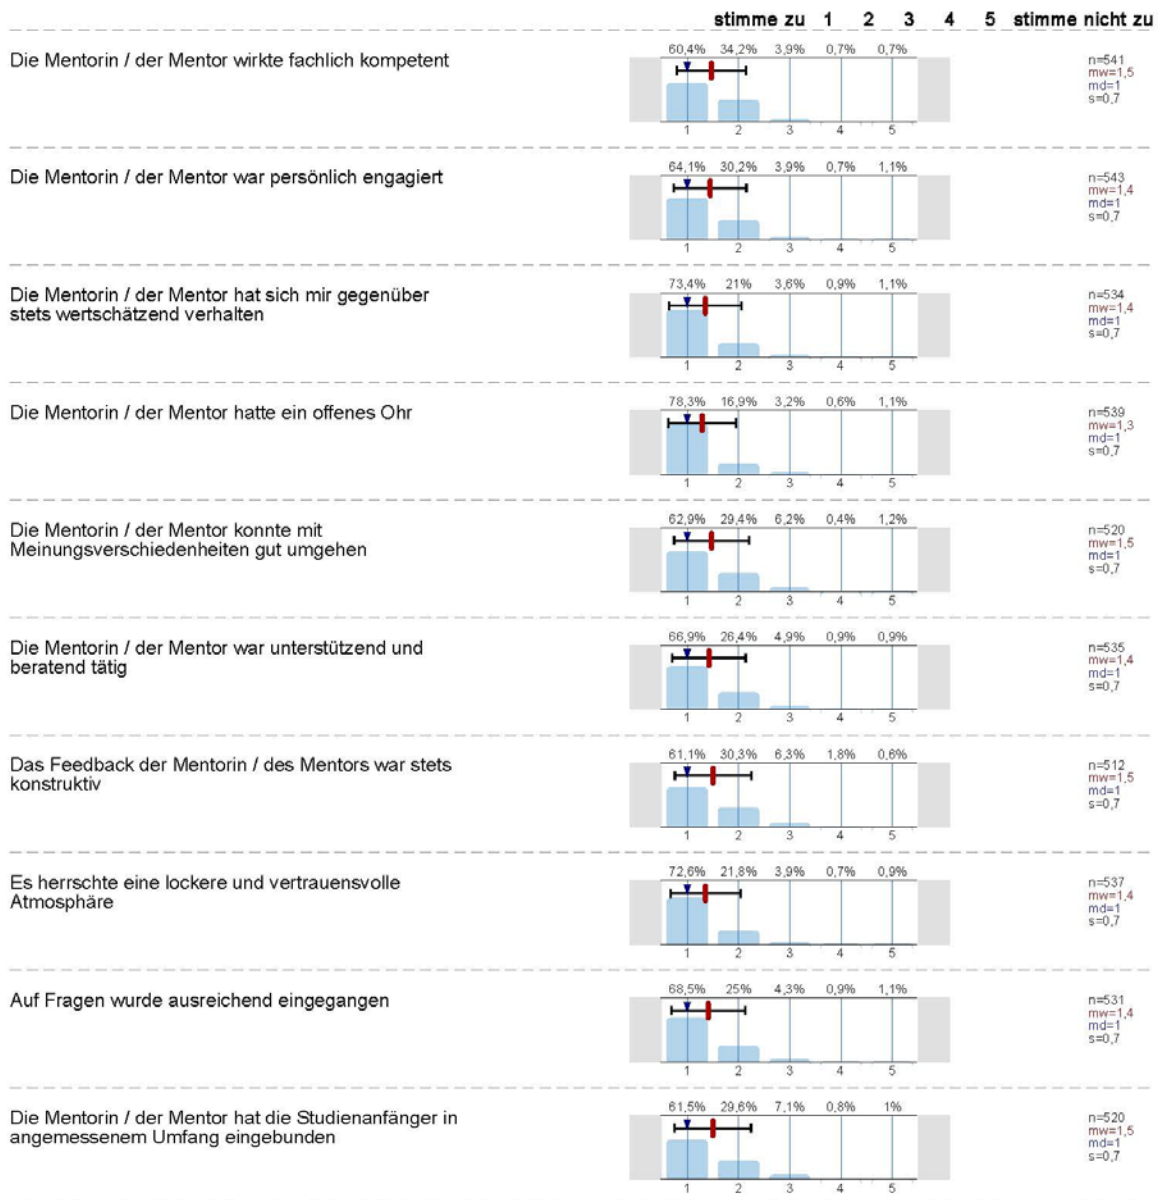 stimme zu 1 2 3 4 5 stimme nicht zu
Die Mentorin / der Mentor wirkte fachlich kompetent
60,4% 34,2% 3,9% 0,7% 0,7%
1 2 3 4 5
n=541
mw=1,5
md=1
s=0,7
Die Mentorin / der Mentor war persönlich engagiert
64,1% 30,2% 3,9% 0,7% 1,1%
1 2 3 4 5
n=543
mw=1,4
md=1
s=0,7
Die Mentorin / der Mentor hat sich mir gegenüber
stets wertschätzend verhalten
73,4% 21% 3,6% 0,9% 1,1%
1 2 3 4 5
n=534
mw=1,4
md=1
s=0,7
Die Mentorin / der Mentor hatte ein offenes Ohr
78,3% 16,9% 3,2% 0,6% 1,1%
1 2 3 4 5
n=539
mw=1,3
md=1
s=0,7
Die Mentorin / der Mentor konnte mit
Meinungsverschiedenheiten gut umgehen
62,9% 29,4% 6,2% 0,4% 1,2%
1 2 3 4 5
n=520
mw=1,5
md=1
s=0,7
Die Mentorin / der Mentor war unterstützend und
beratend tätig
66,9% 26,4% 4,9% 0,9% 0,9%
1 2 3 4 5
n=535
mw=1,4
md=1
s=0,7
Das Feedback der Mentorin / des Mentors war stets
konstruktiv
61,1% 30,3% 6,3% 1,8% 0,6%
1 2 3 4 5
n=512
mw=1,5
md=1
s=0,7
Es herrschte eine lockere und vertrauensvolle
Atmosphäre
72,6% 21,8% 3,9% 0,7% 0,9%
1 2 3 4 5
n=537
mw=1,4
md=1
s=0,7
Auf Fragen wurde ausreichend eingegangen
68,5% 25% 4,3% 0,9% 1,1%
1 2 3 4 5
n=531
mw=1,4
md=1
s=0,7
Die Mentorin / der Mentor hat die Studienanfänger in
angemessenem Umfang eingebunden
61,5% 29,6% 7,1% 0,8% 1%
1 2 3 4 5
n=520
mw=1,5
md=1
s=0,7